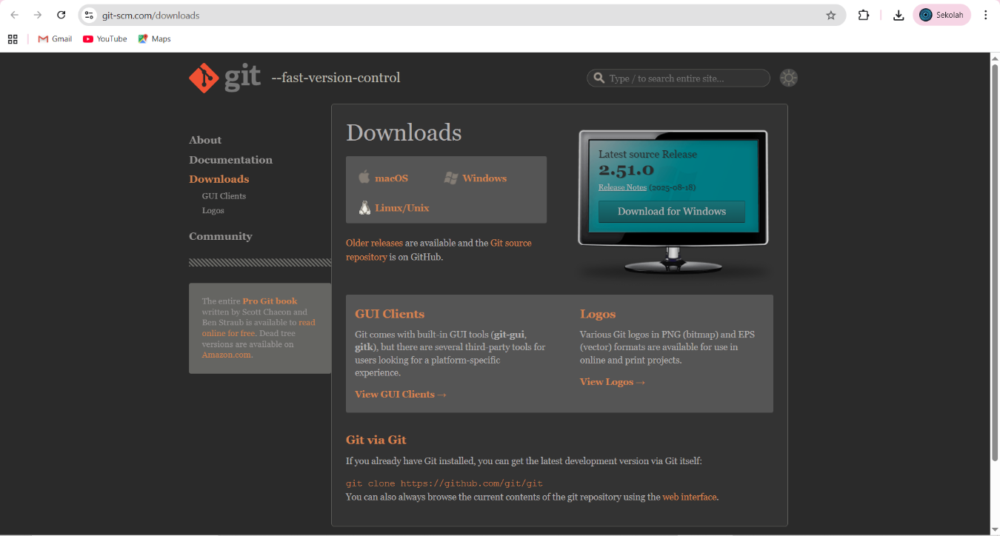 git-scm.com/downloads
Sekolah
Gmail
YouTube
Maps
git --fast-version-control
Type / to search entire site...
About
Documentation
Downloads
GUI Clients
Logos
Community
The entire Pro Git book
written by Scott Chacon and
Ben Straub is available to read
online for free. Dead tree
versions are available on
Amazon.com.
Downloads
macOS
Windows
Linux/Unix
Older releases are available and the Git source
repository is on GitHub.
Latest source Release
2.51.0
Release Notes (2025-08-18)
Download for Windows
GUI Clients
Git comes with built-in GUI tools (git-gui,
gitk), but there are several third-party tools for
users looking for a platform-specific
experience.
View GUI Clients →
Logos
Various Git logos in PNG (bitmap) and EPS
(vector) formats are available for use in
online and print projects.
View Logos →
Git via Git
If you already have Git installed, you can get the latest development version via Git itself:
git clone https://github.com/git/git
You can also always browse the current contents of the git repository using the web interface.